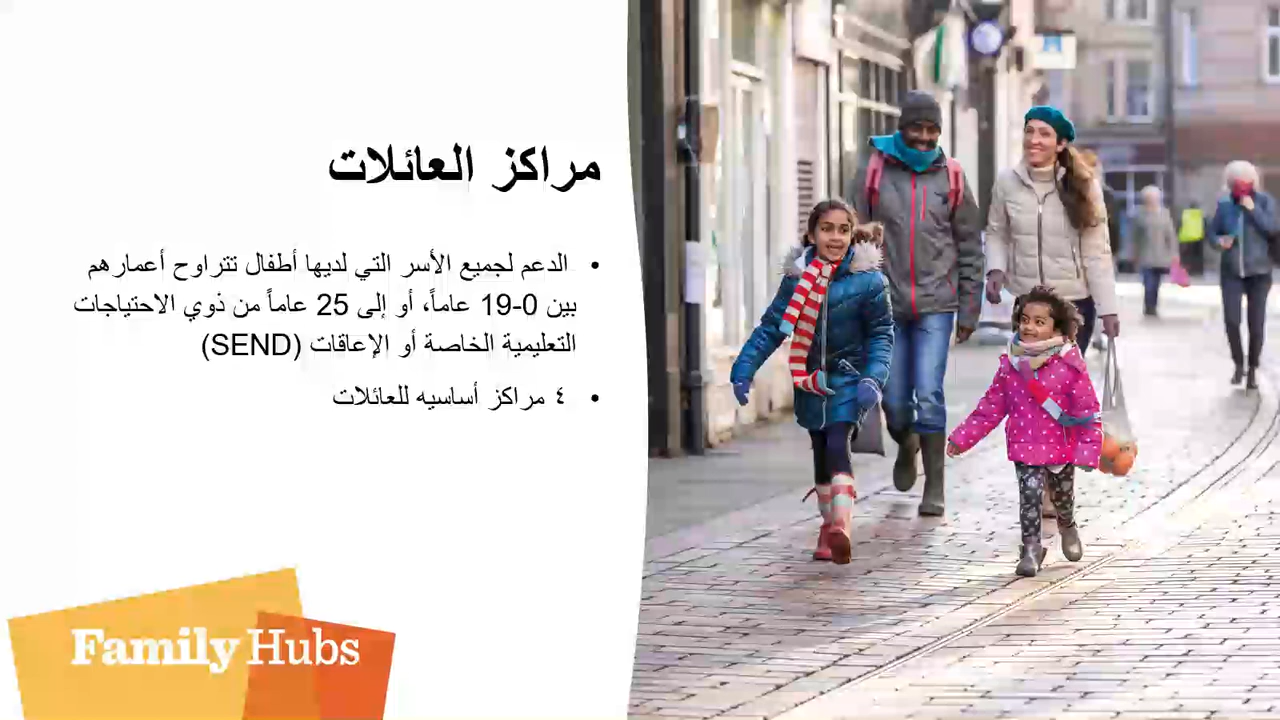 مراكز العائلات
• الدعم لجميع الأسر التي لديها أطفال تتراوح أعمارهم
بين 0-19 عاماً، أو إلى 25 عاماً من ذوي الاحتياجات
التعليمية الخاصة أو الإعاقات (SEND)
• ٤ مراكز أساسيه للعائلات
Family Hubs